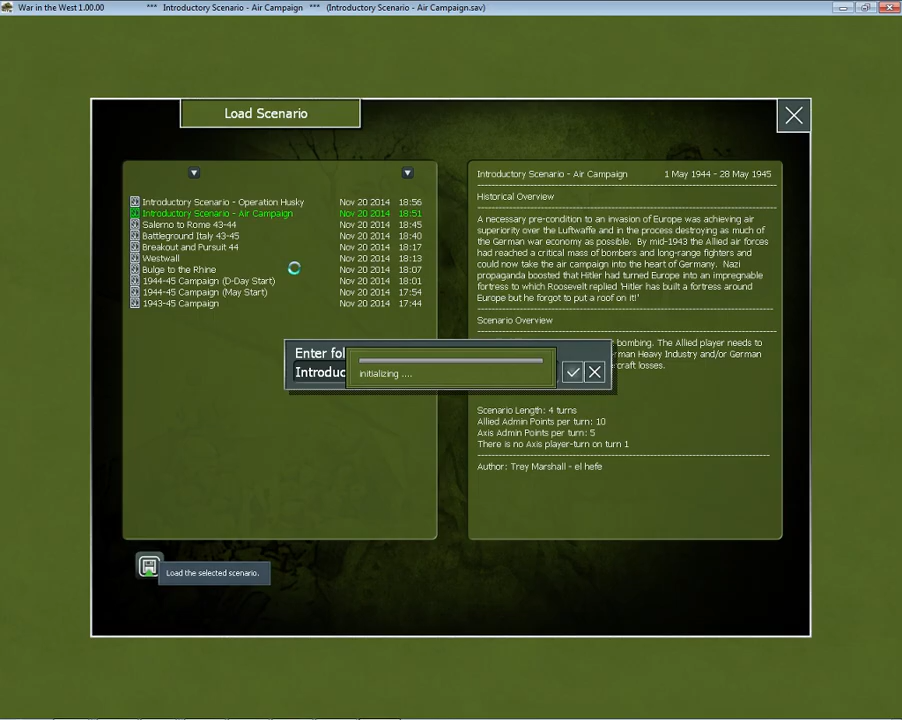 War in the West 1.00.00 *** Introductory Scenario - Air Campaign *** (Introductory Scenario - Air Campaign.sav)
Load Scenario
Introductory Scenario - Operation Husky Nov 20 2014 18:56
Introductory Scenario - Air Campaign Nov 20 2014 18:51
Salerno to Rome 43-44 Nov 20 2014 18:45
Battleground Italy 43-45 Nov 20 2014 18:40
Breakout and Pursuit 44 Nov 20 2014 18:17
Westwall Nov 20 2014 18:13
Bulge to the Rhine Nov 20 2014 18:07
1944-45 Campaign (D-Day Start) Nov 20 2014 18:01
1944-45 Campaign (May Start) Nov 20 2014 17:54
1943-45 Campaign Nov 20 2014 17:44
Introductory Scenario - Air Campaign 1 May 1944 - 28 May 1945
Historical Overview
A necessary pre-condition to an invasion of Europe was achieving air
superiority over the Luftwaffe and in the process destroying as much of
the German war economy as possible. By mid-1943 the Allied air forces
had reached a critical mass of bombers and long-range fighters and
could now take the air campaign into the heart of Germany. Nazi
propaganda boosted that Hitler had turned Europe into an impregnable
fortress to which Roosevelt replied 'Hitler has built a fortress around
Europe but he forgot to put a roof on it!'
Scenario Overview
bombing. The Allied player needs to
man Heavy Industry and/or German
craft losses.
Scenario Length: 4 turns
Allied Admin Points per turn: 10
Axis Admin Points per turn: 5
There is no Axis player-turn on turn 1
Author: Trey Marshall - el hefe
Enter fol
Introduc
initializing ....
Load the selected scenario.